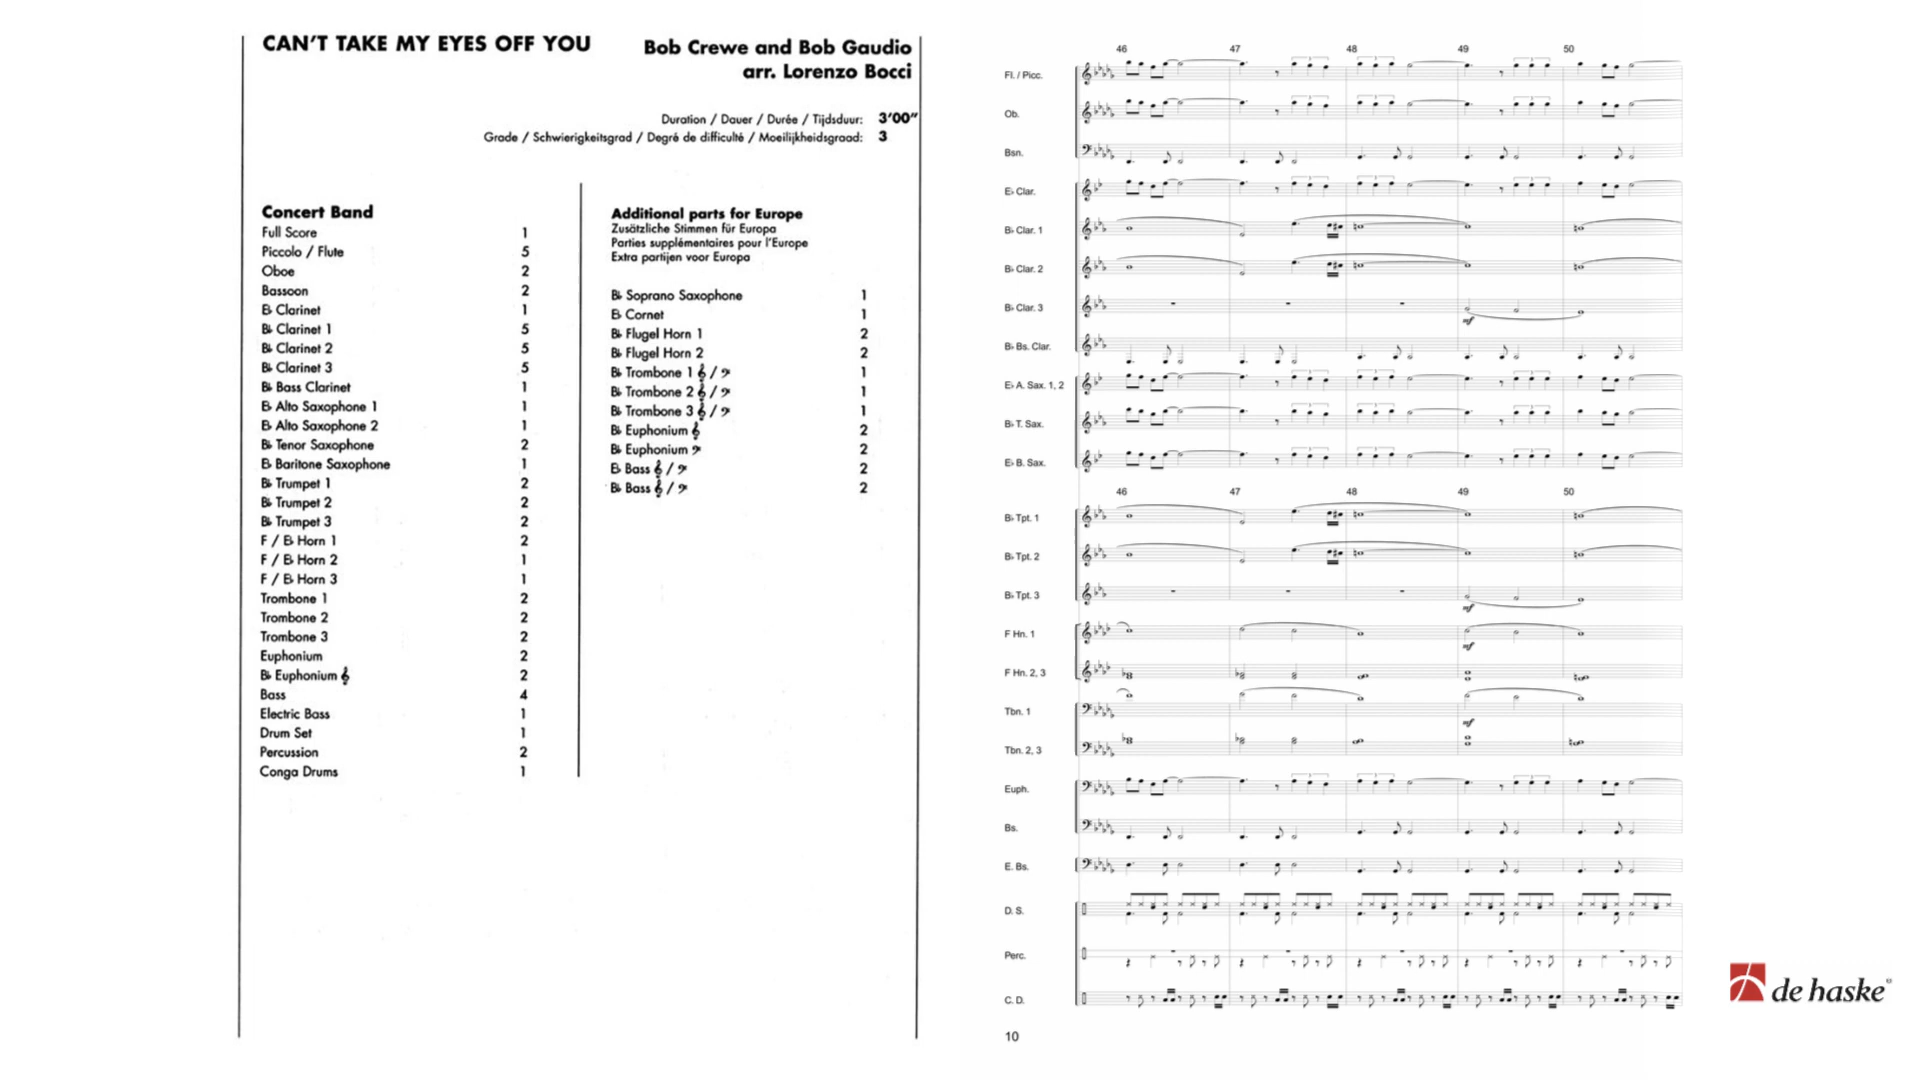 CAN'T TAKE MY EYES OFF YOU
Bob Crewe and Bob Gaudio
arr. Lorenzo Bocci
Duration / Dauer / Durée / Tijdsduur: 3'00"
Grade / Schwierigkeitsgrad / Degré de difficulté / Moeilijkheidsgraad: 3
Concert Band
Full Score 1
Piccolo / Flute 5
Oboe 2
Bassoon 2
E♭ Clarinet 1
B♭ Clarinet 1 5
B♭ Clarinet 2 5
B♭ Clarinet 3 5
B♭ Bass Clarinet 1
E♭ Alto Saxophone 1 1
E♭ Alto Saxophone 2 1
B♭ Tenor Saxophone 2
E♭ Baritone Saxophone 1
B♭ Trumpet 1 2
B♭ Trumpet 2 2
B♭ Trumpet 3 2
F / E♭ Horn 1 2
F / E♭ Horn 2 1
F / E♭ Horn 3 1
Trombone 1 2
Trombone 2 2
Trombone 3 2
Euphonium 2
B♭ Euphonium 𝄞 2
Bass 4
Electric Bass 1
Drum Set 1
Percussion 2
Conga Drums 1
Additional parts for Europe
Zusätzliche Stimmen für Europa
Parties supplémentaires pour l'Europe
Extra partijen voor Europa
B♭ Soprano Saxophone 1
E♭ Cornet 1
B♭ Flugel Horn 1 2
B♭ Flugel Horn 2 2
B♭ Trombone 1 𝄞 / 𝄢 1
B♭ Trombone 2 𝄞 / 𝄢 1
B♭ Trombone 3 𝄞 / 𝄢 1
B♭ Euphonium 𝄞 2
B♭ Euphonium 𝄢 2
E♭ Bass 𝄞 / 𝄢 2
B♭ Bass 𝄞 / 𝄢 2
46 47 48 49 50
Fl. / Picc.
Ob.
Bsn.
E♭ Clar.
B♭ Clar. 1
B♭ Clar. 2
B♭ Clar. 3
mf
B♭ Bs. Clar.
E♭ A. Sax. 1, 2
B♭ T. Sax.
E♭ B. Sax.
46 47 48 49 50
B♭ Tpt. 1
B♭ Tpt. 2
B♭ Tpt. 3
mf
F Hn. 1
mf
F Hn. 2, 3
Tbn. 1
mf
Tbn. 2, 3
Euph.
Bs.
E. Bs.
D. S.
Perc.
C. D.
10
de haske®